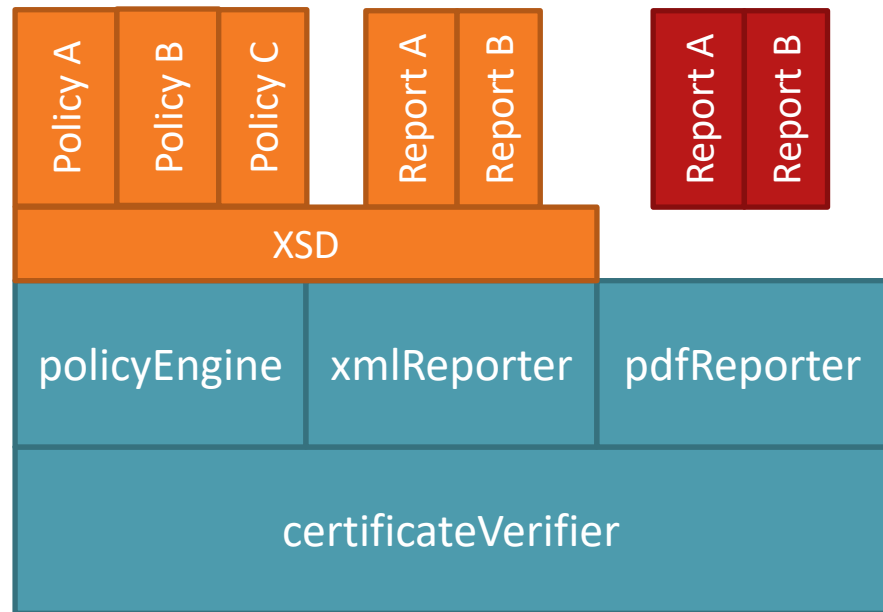 Policy A
Policy B
Policy C
Report A
Report B
Report A
Report B
XSD
policyEngine
xmlReporter
pdfReporter
certificateVerifier